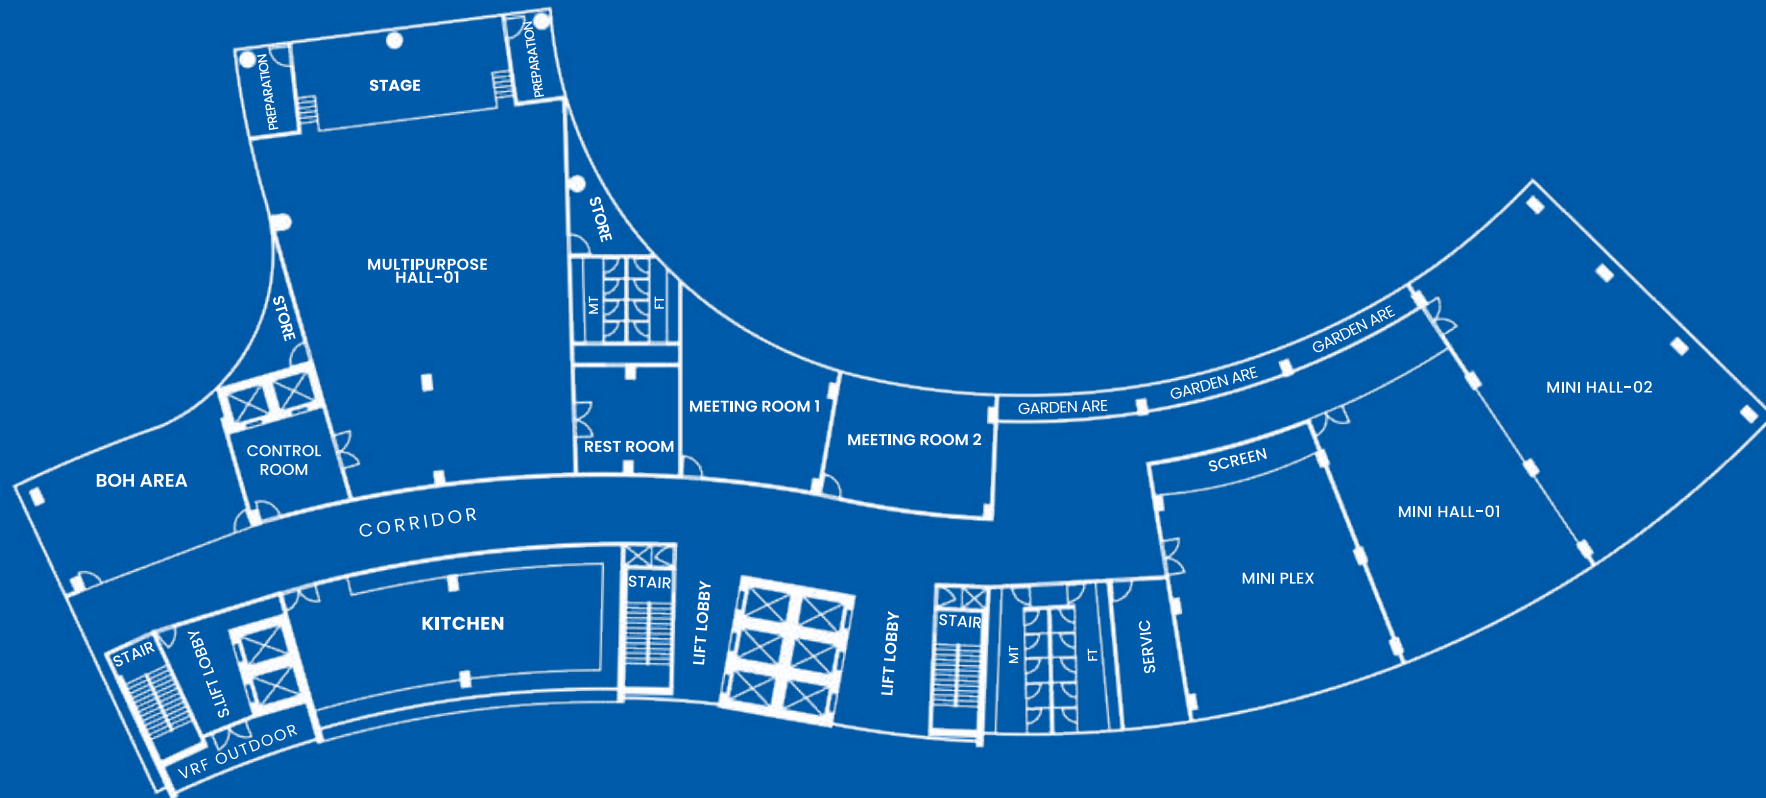 PREPARATION
STAGE
PREPARATION
MULTIPURPOSE
HALL-01
STORE
STORE
MT
FT
BOH AREA
CONTROL
ROOM
REST ROOM
MEETING ROOM 1
MEETING ROOM 2
GARDEN ARE
GARDEN ARE
GARDEN ARE
MINI HALL-02
MINI HALL-01
SCREEN
MINI PLEX
CORRIDOR
STAIR
S.LIFT LOBBY
VRF OUTDOOR
KITCHEN
STAIR
LIFT LOBBY
LIFT LOBBY
STAIR
MT
FT
SERVIC